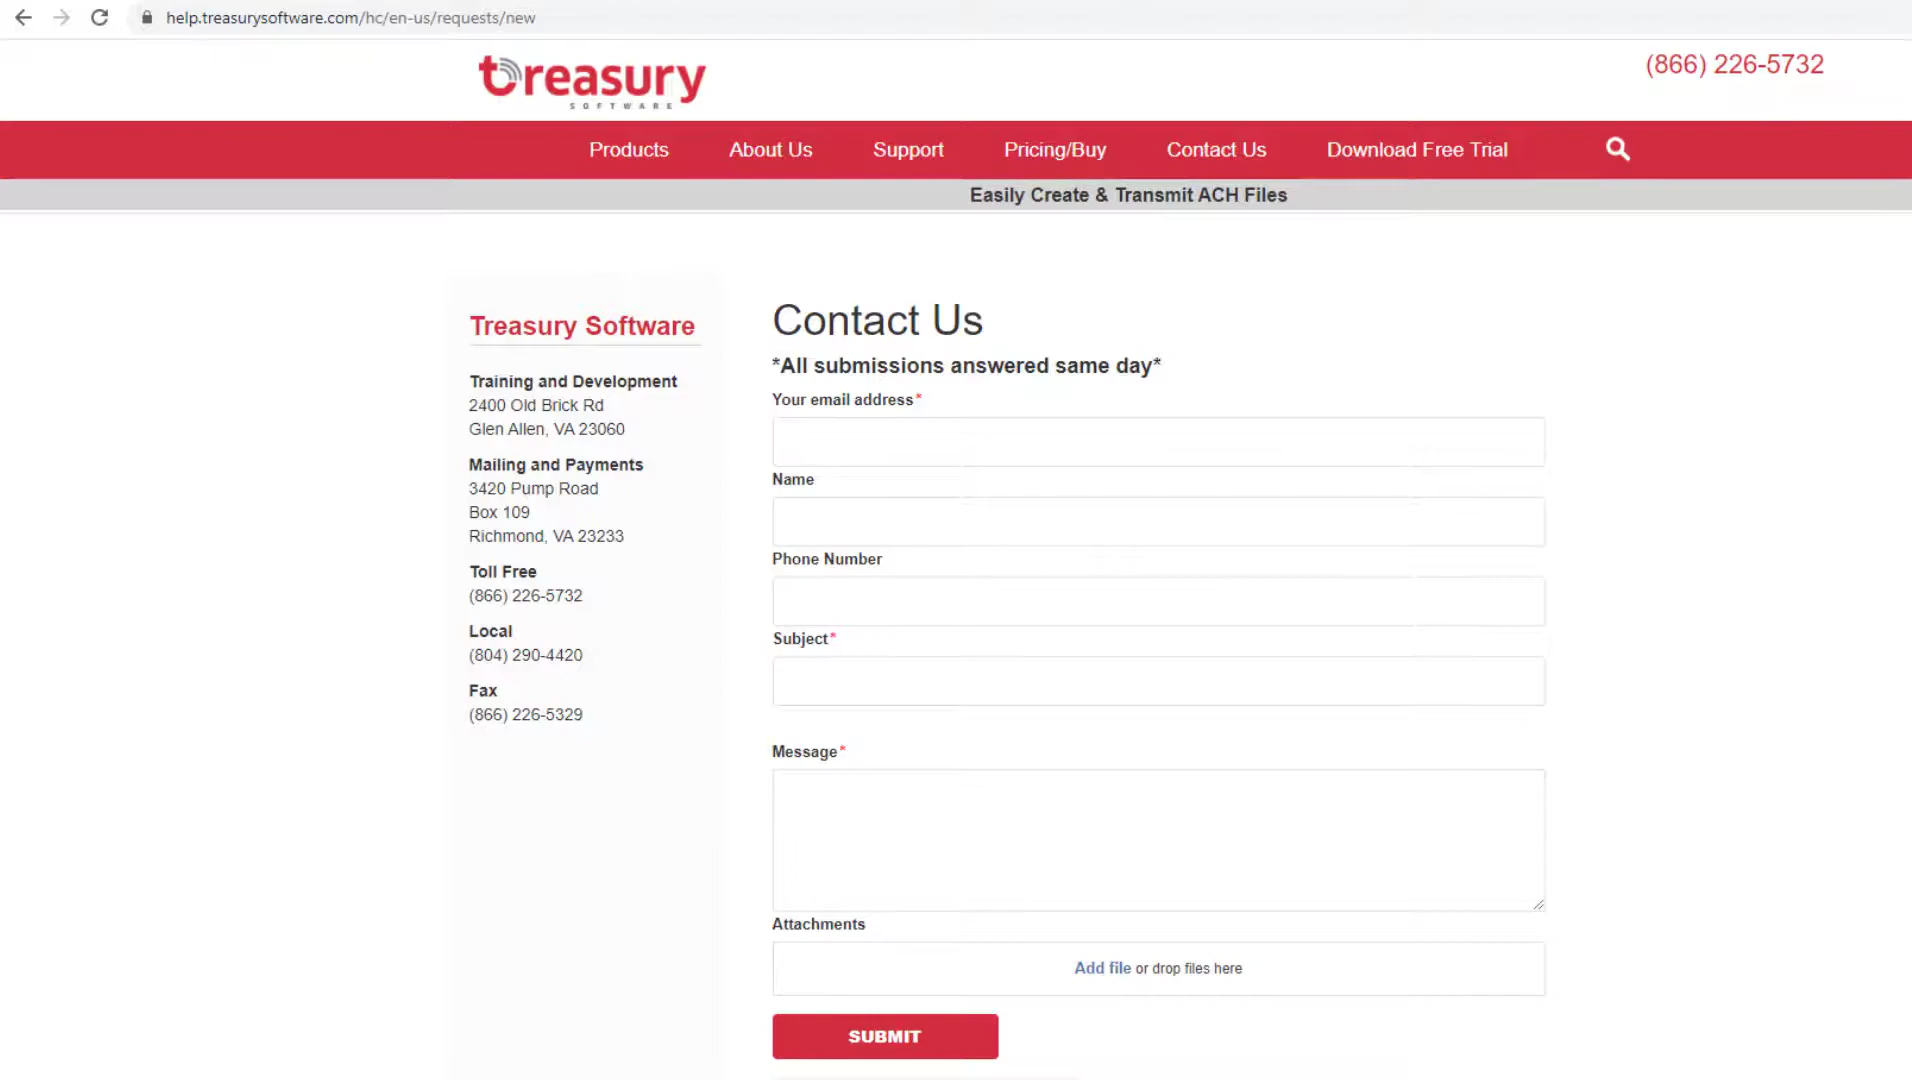 help.treasurysoftware.com/hc/en-us/requests/new
treasury
SOFTWARE
(866) 226-5732
Products About Us Support Pricing/Buy Contact Us Download Free Trial
Easily Create & Transmit ACH Files
Treasury Software
Training and Development
2400 Old Brick Rd
Glen Allen, VA 23060
Mailing and Payments
3420 Pump Road
Box 109
Richmond, VA 23233
Toll Free
(866) 226-5732
Local
(804) 290-4420
Fax
(866) 226-5329
Contact Us
*All submissions answered same day*
Your email address*
Name
Phone Number
Subject*
Message*
Attachments
Add file or drop files here
SUBMIT